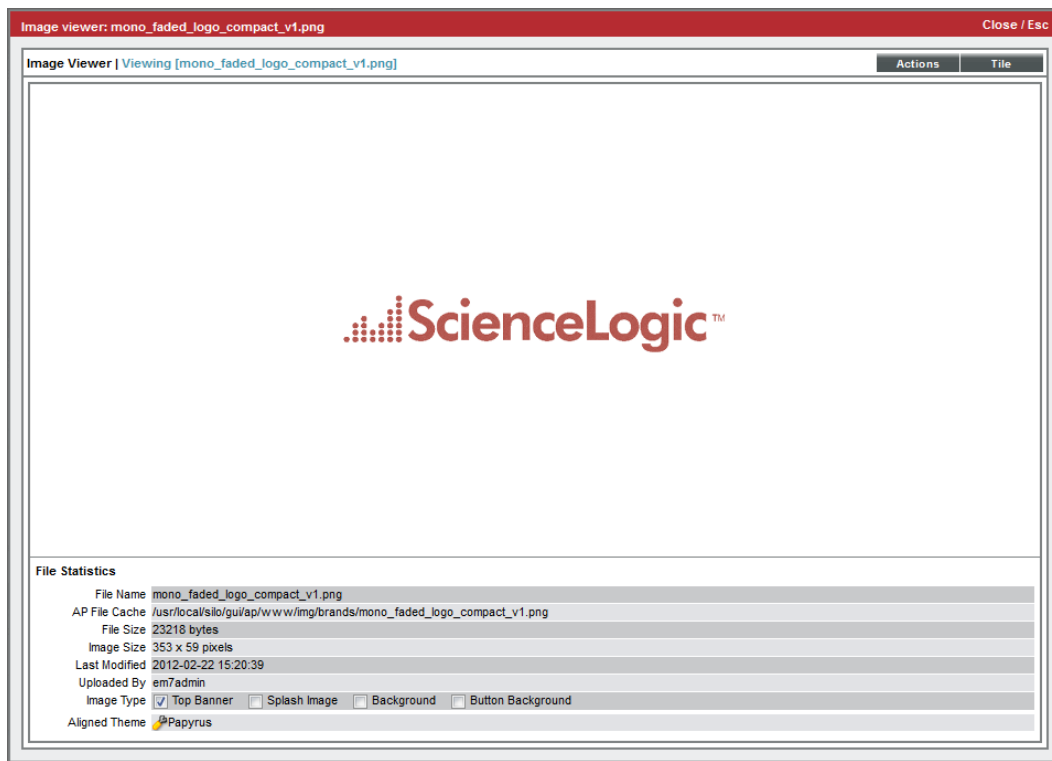 Image viewer: mono_faded_logo_compact_v1.png Close / Esc
Image Viewer | Viewing [mono_faded_logo_compact_v1.png] Actions Tile
ScienceLogic™
File Statistics
File Name mono_faded_logo_compact_v1.png
AP File Cache /usr/local/silo/gui/ap/www/img/brands/mono_faded_logo_compact_v1.png
File Size 23218 bytes
Image Size 353 x 59 pixels
Last Modified 2012-02-22 15:20:39
Uploaded By em7admin
Image Type Top Banner Splash Image Background Button Background
Aligned Theme Papyrus